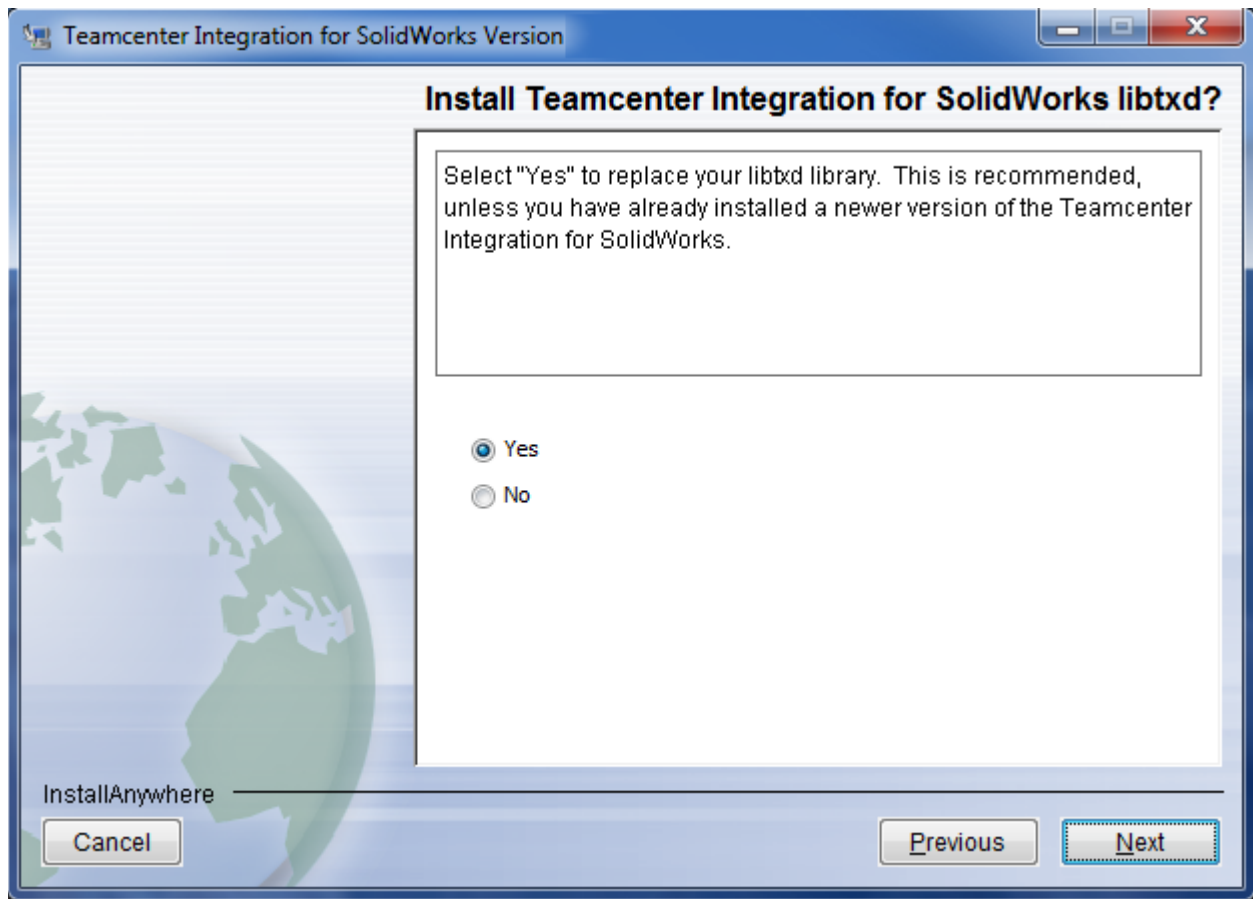 Teamcenter Integration for SolidWorks Version
Install Teamcenter Integration for SolidWorks libtxd?
Select "Yes" to replace your libtxd library.  This is recommended,
unless you have already installed a newer version of the Teamcenter
Integration for SolidWorks.
Yes
No
InstallAnywhere
Cancel
Previous
Next